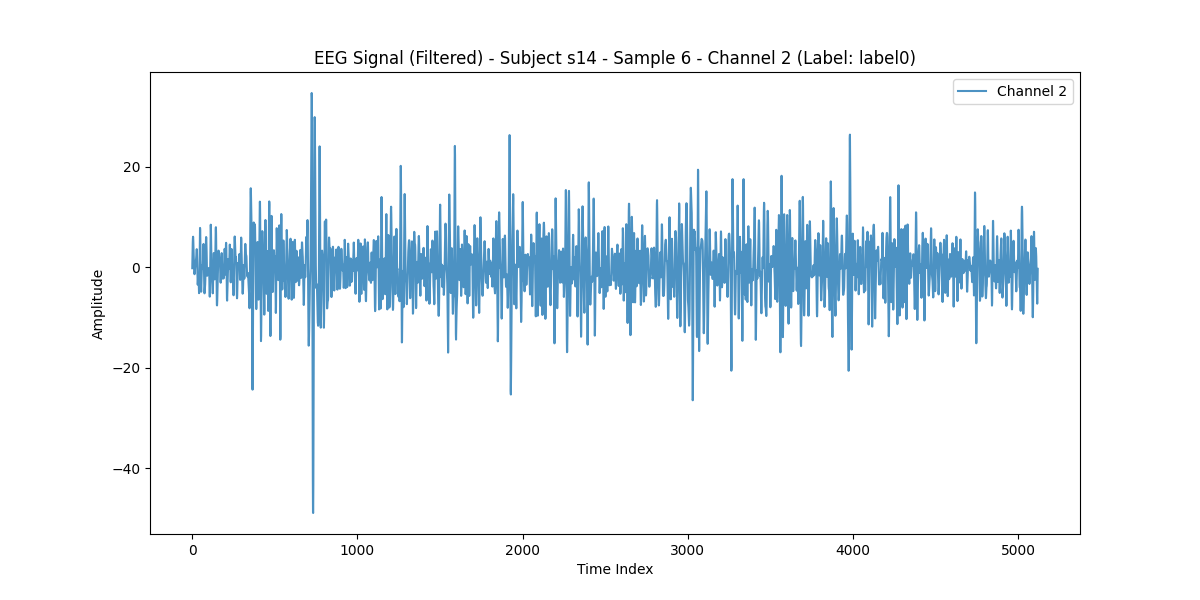 EEG Signal (Filtered) - Subject s14 - Sample 6 - Channel 2 (Label: label0)
Channel 2
20
0
−20
−40
Amplitude
0 1000 2000 3000 4000 5000
Time Index